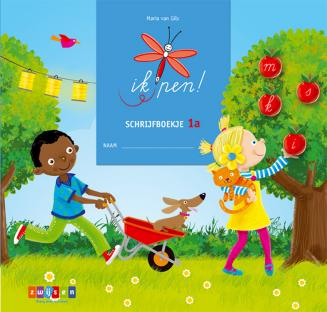 Maria van Gils
ik pen!
SCHRIJFBOEKJE 1a
NAAM
m
s
k
i
zwijsen